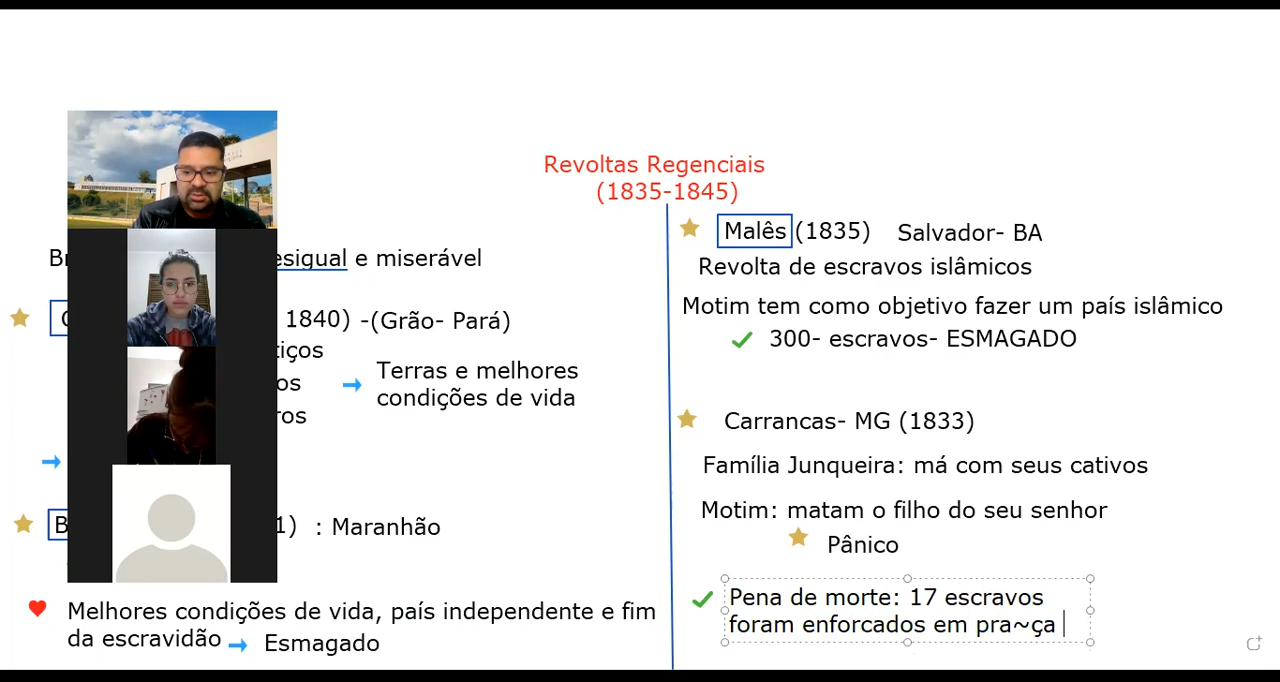 Revoltas Regenciais
(1835-1845)
esigual e miserável
1840) -(Grão- Pará)
tiços
os
ros
Terras e melhores
condições de vida
: Maranhão
Melhores condições de vida, país independente e fim
da escravidão
Esmagado
Malês (1835) Salvador- BA
Revolta de escravos islâmicos
Motim tem como objetivo fazer um país islâmico
300- escravos- ESMAGADO
Carrancas- MG (1833)
Família Junqueira: má com seus cativos
Motim: matam o filho do seu senhor
Pânico
Pena de morte: 17 escravos
foram enforcados em pra~ça